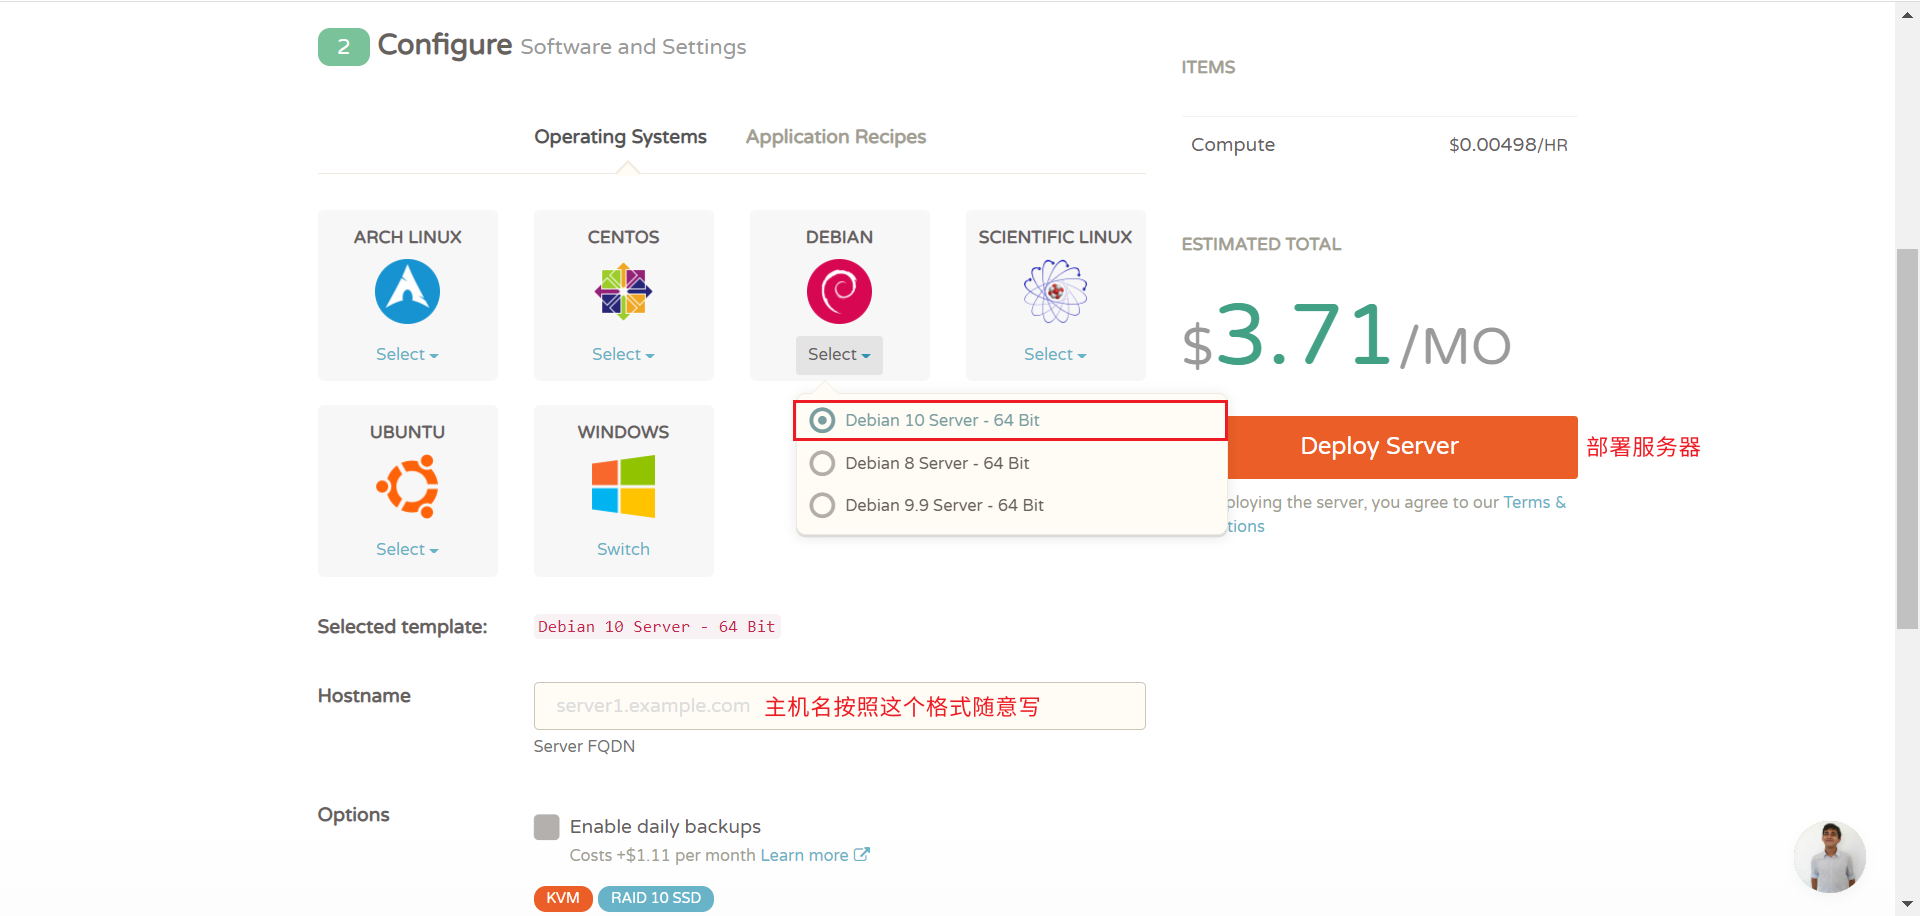 2 Configure Software and Settings
Operating Systems Application Recipes
ARCH LINUX
Select
CENTOS
Select
DEBIAN
Select
SCIENTIFIC LINUX
Select
Debian 10 Server - 64 Bit
Debian 8 Server - 64 Bit
Debian 9.9 Server - 64 Bit
UBUNTU
Select
WINDOWS
Switch
Selected template: Debian 10 Server - 64 Bit
Hostname
server1.example.com 主机名按照这个格式随意写
Server FQDN
Options
Enable daily backups
Costs +$1.11 per month Learn more
KVM RAID 10 SSD
ITEMS
Compute $0.00498/HR
ESTIMATED TOTAL
$3.71/MO
Deploy Server 部署服务器
ploying the server, you agree to our Terms &
tions